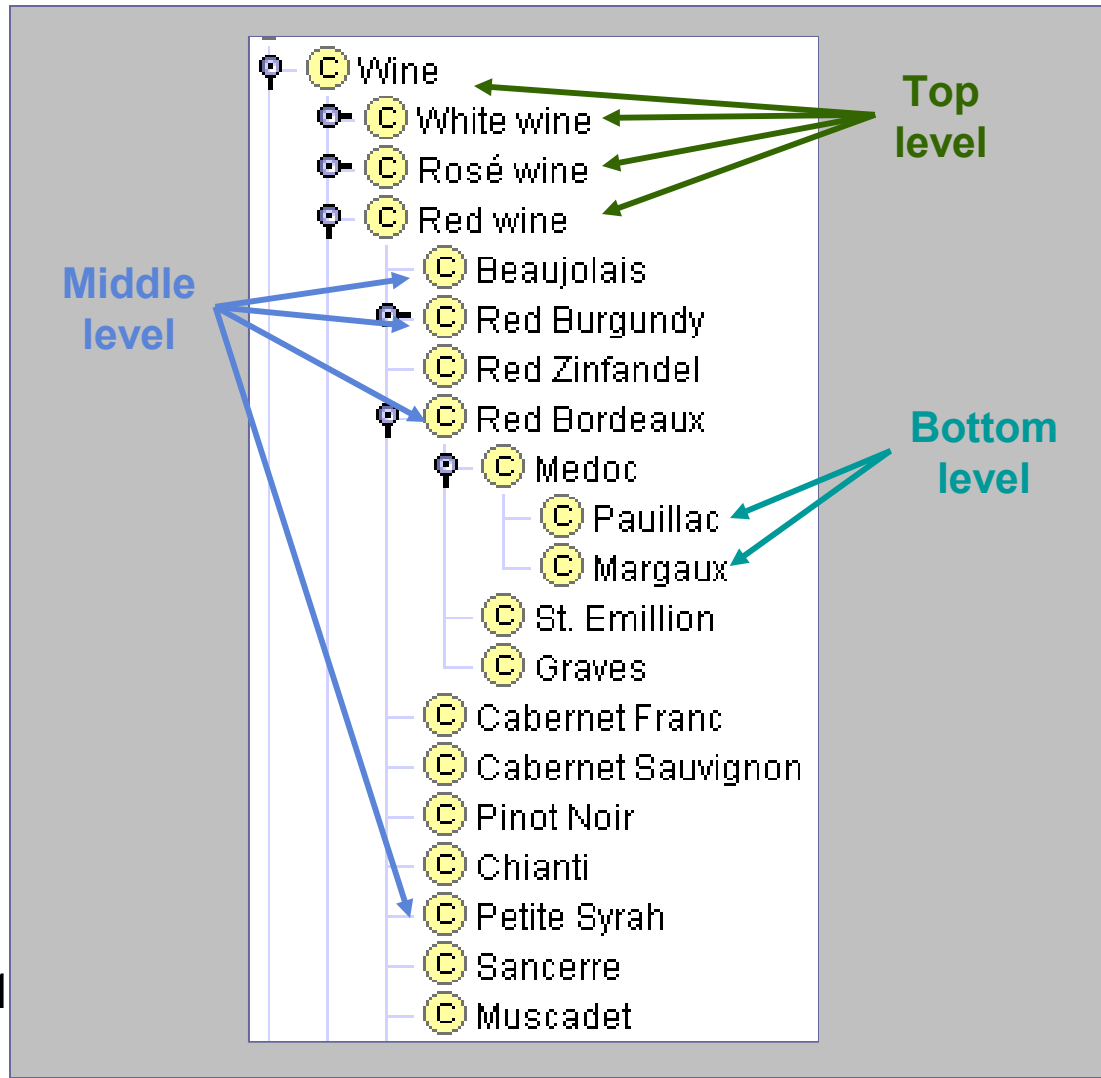 Wine
White wine
Rosé wine
Red wine
Beaujolais
Red Burgundy
Red Zinfandel
Red Bordeaux
Medoc
Pauillac
Margaux
St. Emillion
Graves
Cabernet Franc
Cabernet Sauvignon
Pinot Noir
Chianti
Petite Syrah
Sancerre
Muscadet
Top
level
Middle
level
Bottom
level